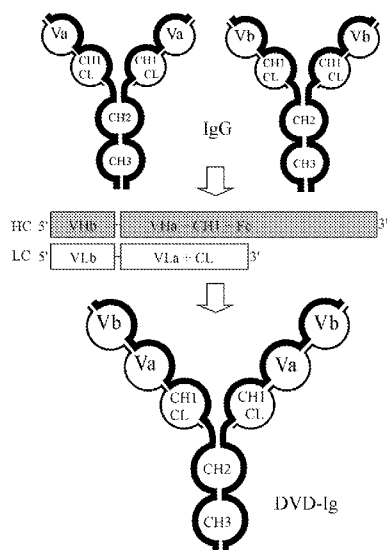 Va Va Vb Vb
CH1 CH1 CH1 CH1
CL CL CL CL
CH2 CH2
IgG
CH3 CH3
HC 5' VHb VHa + CH1 + Fc 3'
LC 5' VLb VLa + CL 3'
Vb Vb
Va Va
CH1 CH1
CL CL
CH2
DVD-Ig
CH3